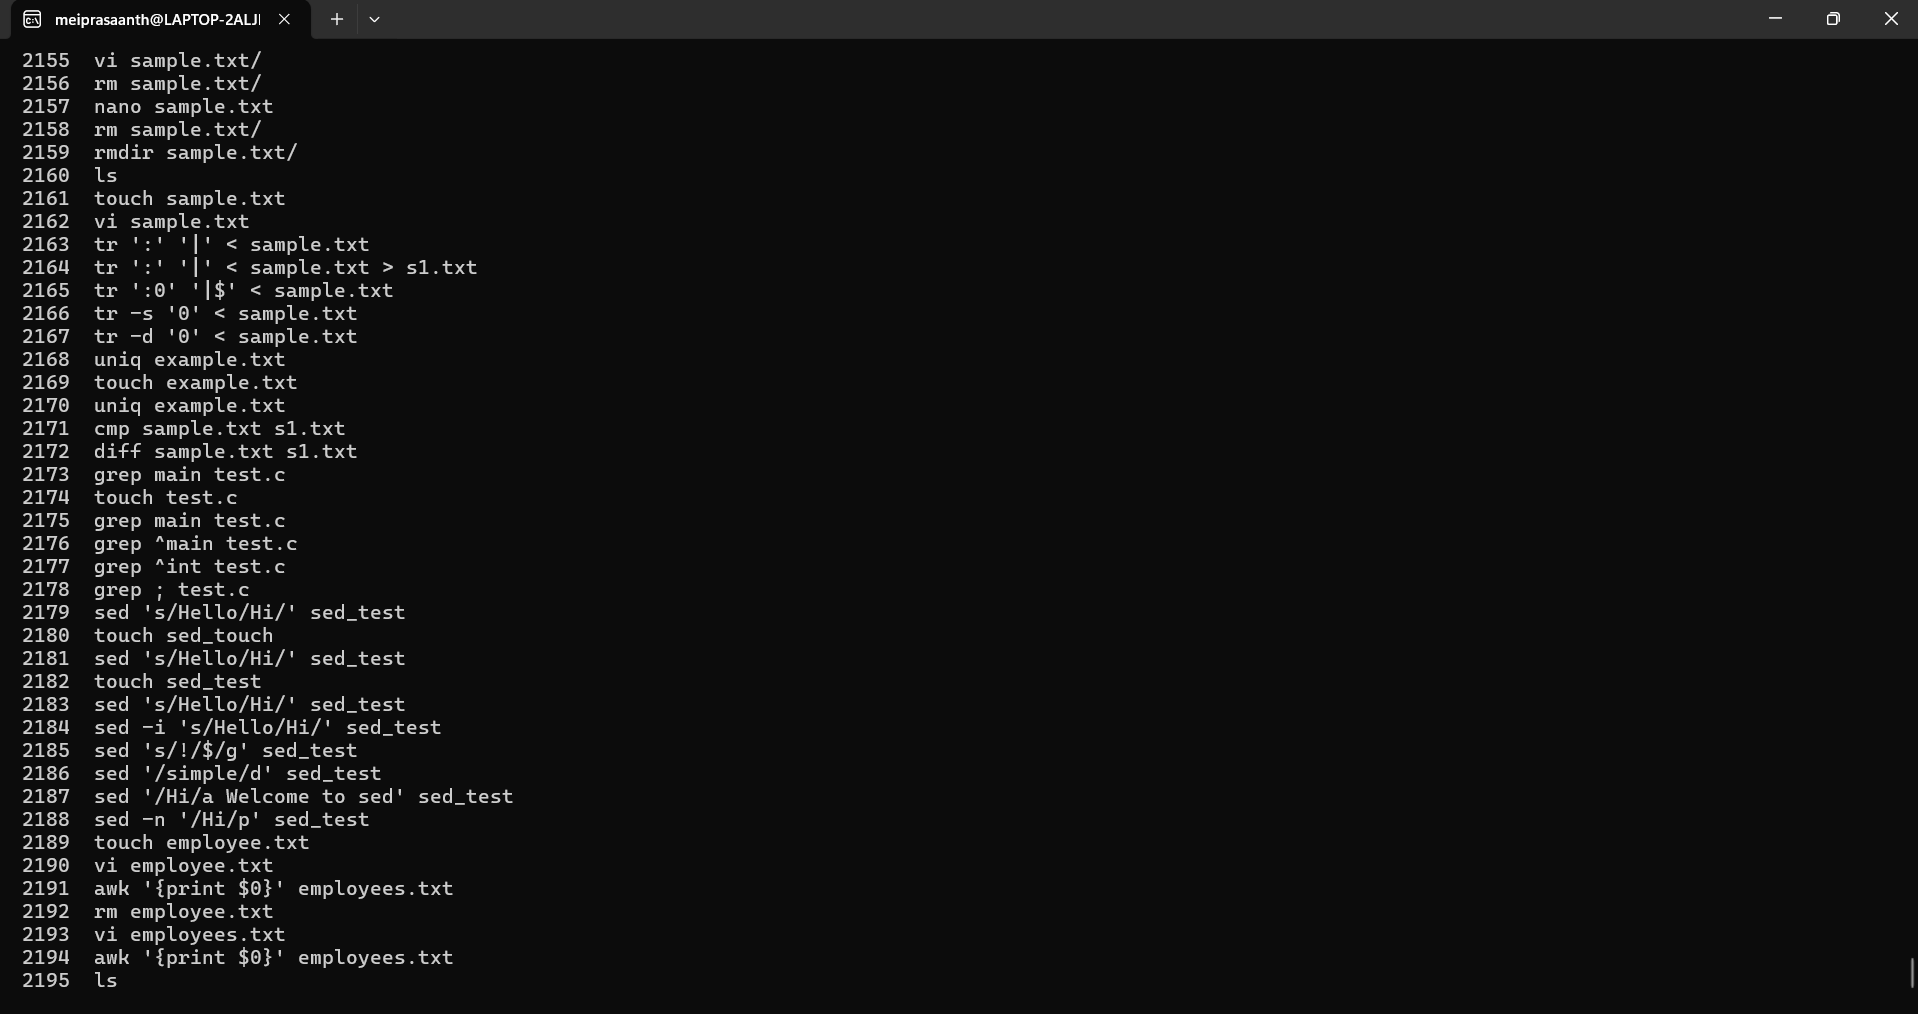 meiprasaanth@LAPTOP-2ALJI
2155 vi sample.txt/
2156 rm sample.txt/
2157 nano sample.txt
2158 rm sample.txt/
2159 rmdir sample.txt/
2160 ls
2161 touch sample.txt
2162 vi sample.txt
2163 tr ':' '|' < sample.txt
2164 tr ':' '|' < sample.txt > s1.txt
2165 tr ':0' '|$' < sample.txt
2166 tr -s '0' < sample.txt
2167 tr -d '0' < sample.txt
2168 uniq example.txt
2169 touch example.txt
2170 uniq example.txt
2171 cmp sample.txt s1.txt
2172 diff sample.txt s1.txt
2173 grep main test.c
2174 touch test.c
2175 grep main test.c
2176 grep ^main test.c
2177 grep ^int test.c
2178 grep ; test.c
2179 sed 's/Hello/Hi/' sed_test
2180 touch sed_touch
2181 sed 's/Hello/Hi/' sed_test
2182 touch sed_test
2183 sed 's/Hello/Hi/' sed_test
2184 sed -i 's/Hello/Hi/' sed_test
2185 sed 's/!/$/g' sed_test
2186 sed '/simple/d' sed_test
2187 sed '/Hi/a Welcome to sed' sed_test
2188 sed -n '/Hi/p' sed_test
2189 touch employee.txt
2190 vi employee.txt
2191 awk '{print $0}' employees.txt
2192 rm employee.txt
2193 vi employees.txt
2194 awk '{print $0}' employees.txt
2195 ls